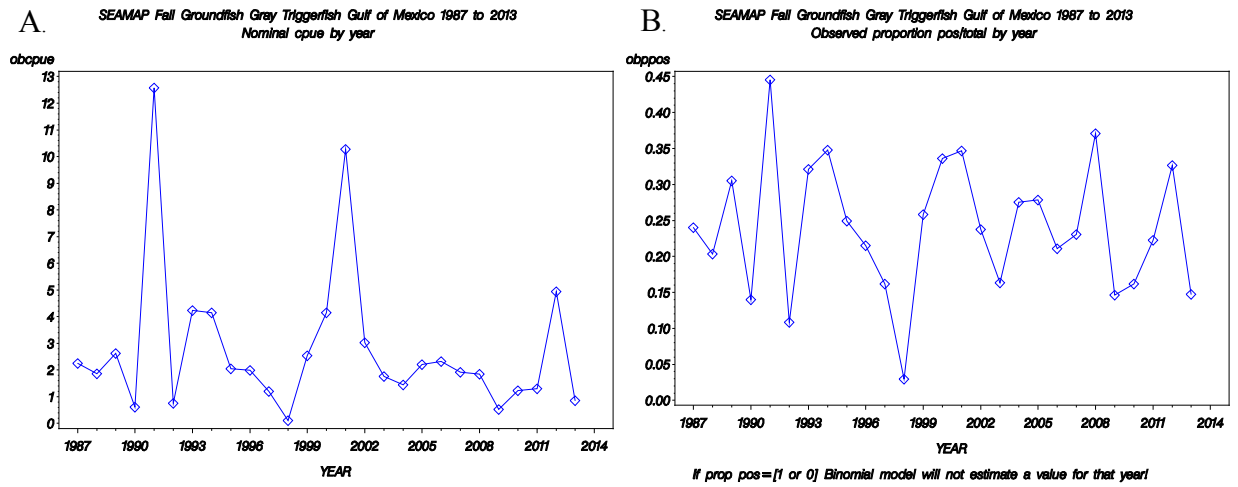 A.
SEAMAP Fall Groundfish Gray Triggerfish Gulf of Mexico 1987 to 2013
Nominal cpue by year
obcpue
13
12
11
10
9
8
7
6
5
4
3
2
1
0
1987 1990 1993 1996 1999 2002 2005 2008 2011 2014
YEAR
B.
SEAMAP Fall Groundfish Gray Triggerfish Gulf of Mexico 1987 to 2013
Observed proportion pos/total by year
obppos
0.45
0.40
0.35
0.30
0.25
0.20
0.15
0.10
0.05
0.00
1987 1990 1993 1996 1999 2002 2005 2008 2011 2014
YEAR
If prop pos=[1 or 0] Binomial model will not estimate a value for that year!